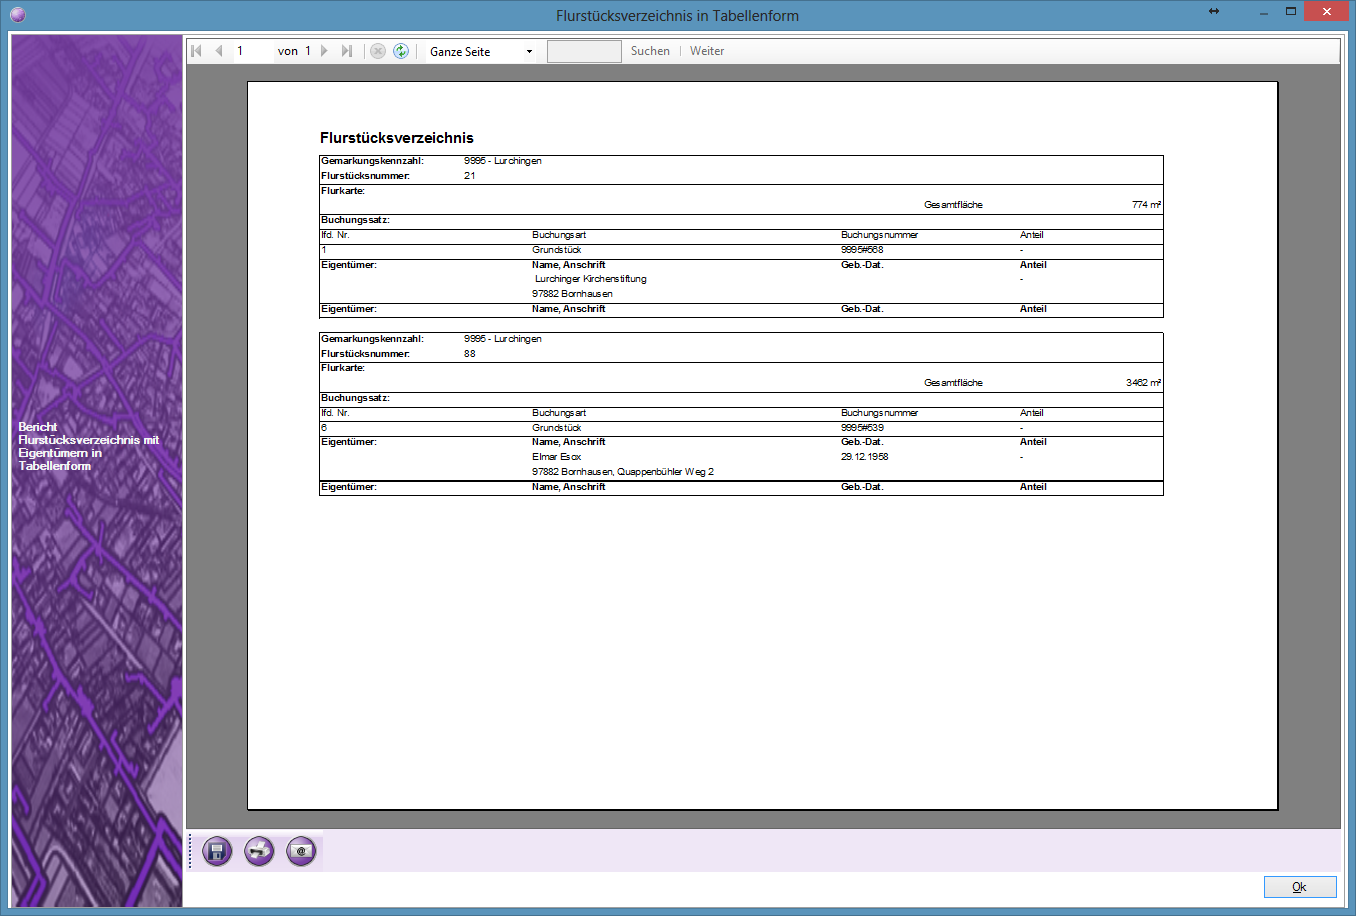 Flurstücksverzeichnis in Tabellenform
1 von 1 Ganze Seite Suchen | Weiter
Bericht
Flurstücksverzeichnis mit
Eigentümern in
Tabellenform
Flurstücksverzeichnis
Gemarkungskennzahl: 9995 - Lurchingen
Flurstücksnummer: 21
Flurkarte:
Gesamtfläche 774 m²
Buchungssatz:
lfd. Nr. Buchungsart Buchungsnummer Anteil
1 Grundstück 9995#568 -
Eigentümer: Name, Anschrift Geb.-Dat. Anteil
Lurchinger Kirchenstiftung -
97882 Bornhausen
Eigentümer: Name, Anschrift Geb.-Dat. Anteil
Gemarkungskennzahl: 9995 - Lurchingen
Flurstücksnummer: 88
Flurkarte:
Gesamtfläche 3462 m²
Buchungssatz:
lfd. Nr. Buchungsart Buchungsnummer Anteil
6 Grundstück 9995#539 -
Eigentümer: Name, Anschrift Geb.-Dat. Anteil
Elmar Esox 29.12.1958 -
97882 Bornhausen, Quappenbühler Weg 2
Eigentümer: Name, Anschrift Geb.-Dat. Anteil
@
Ok